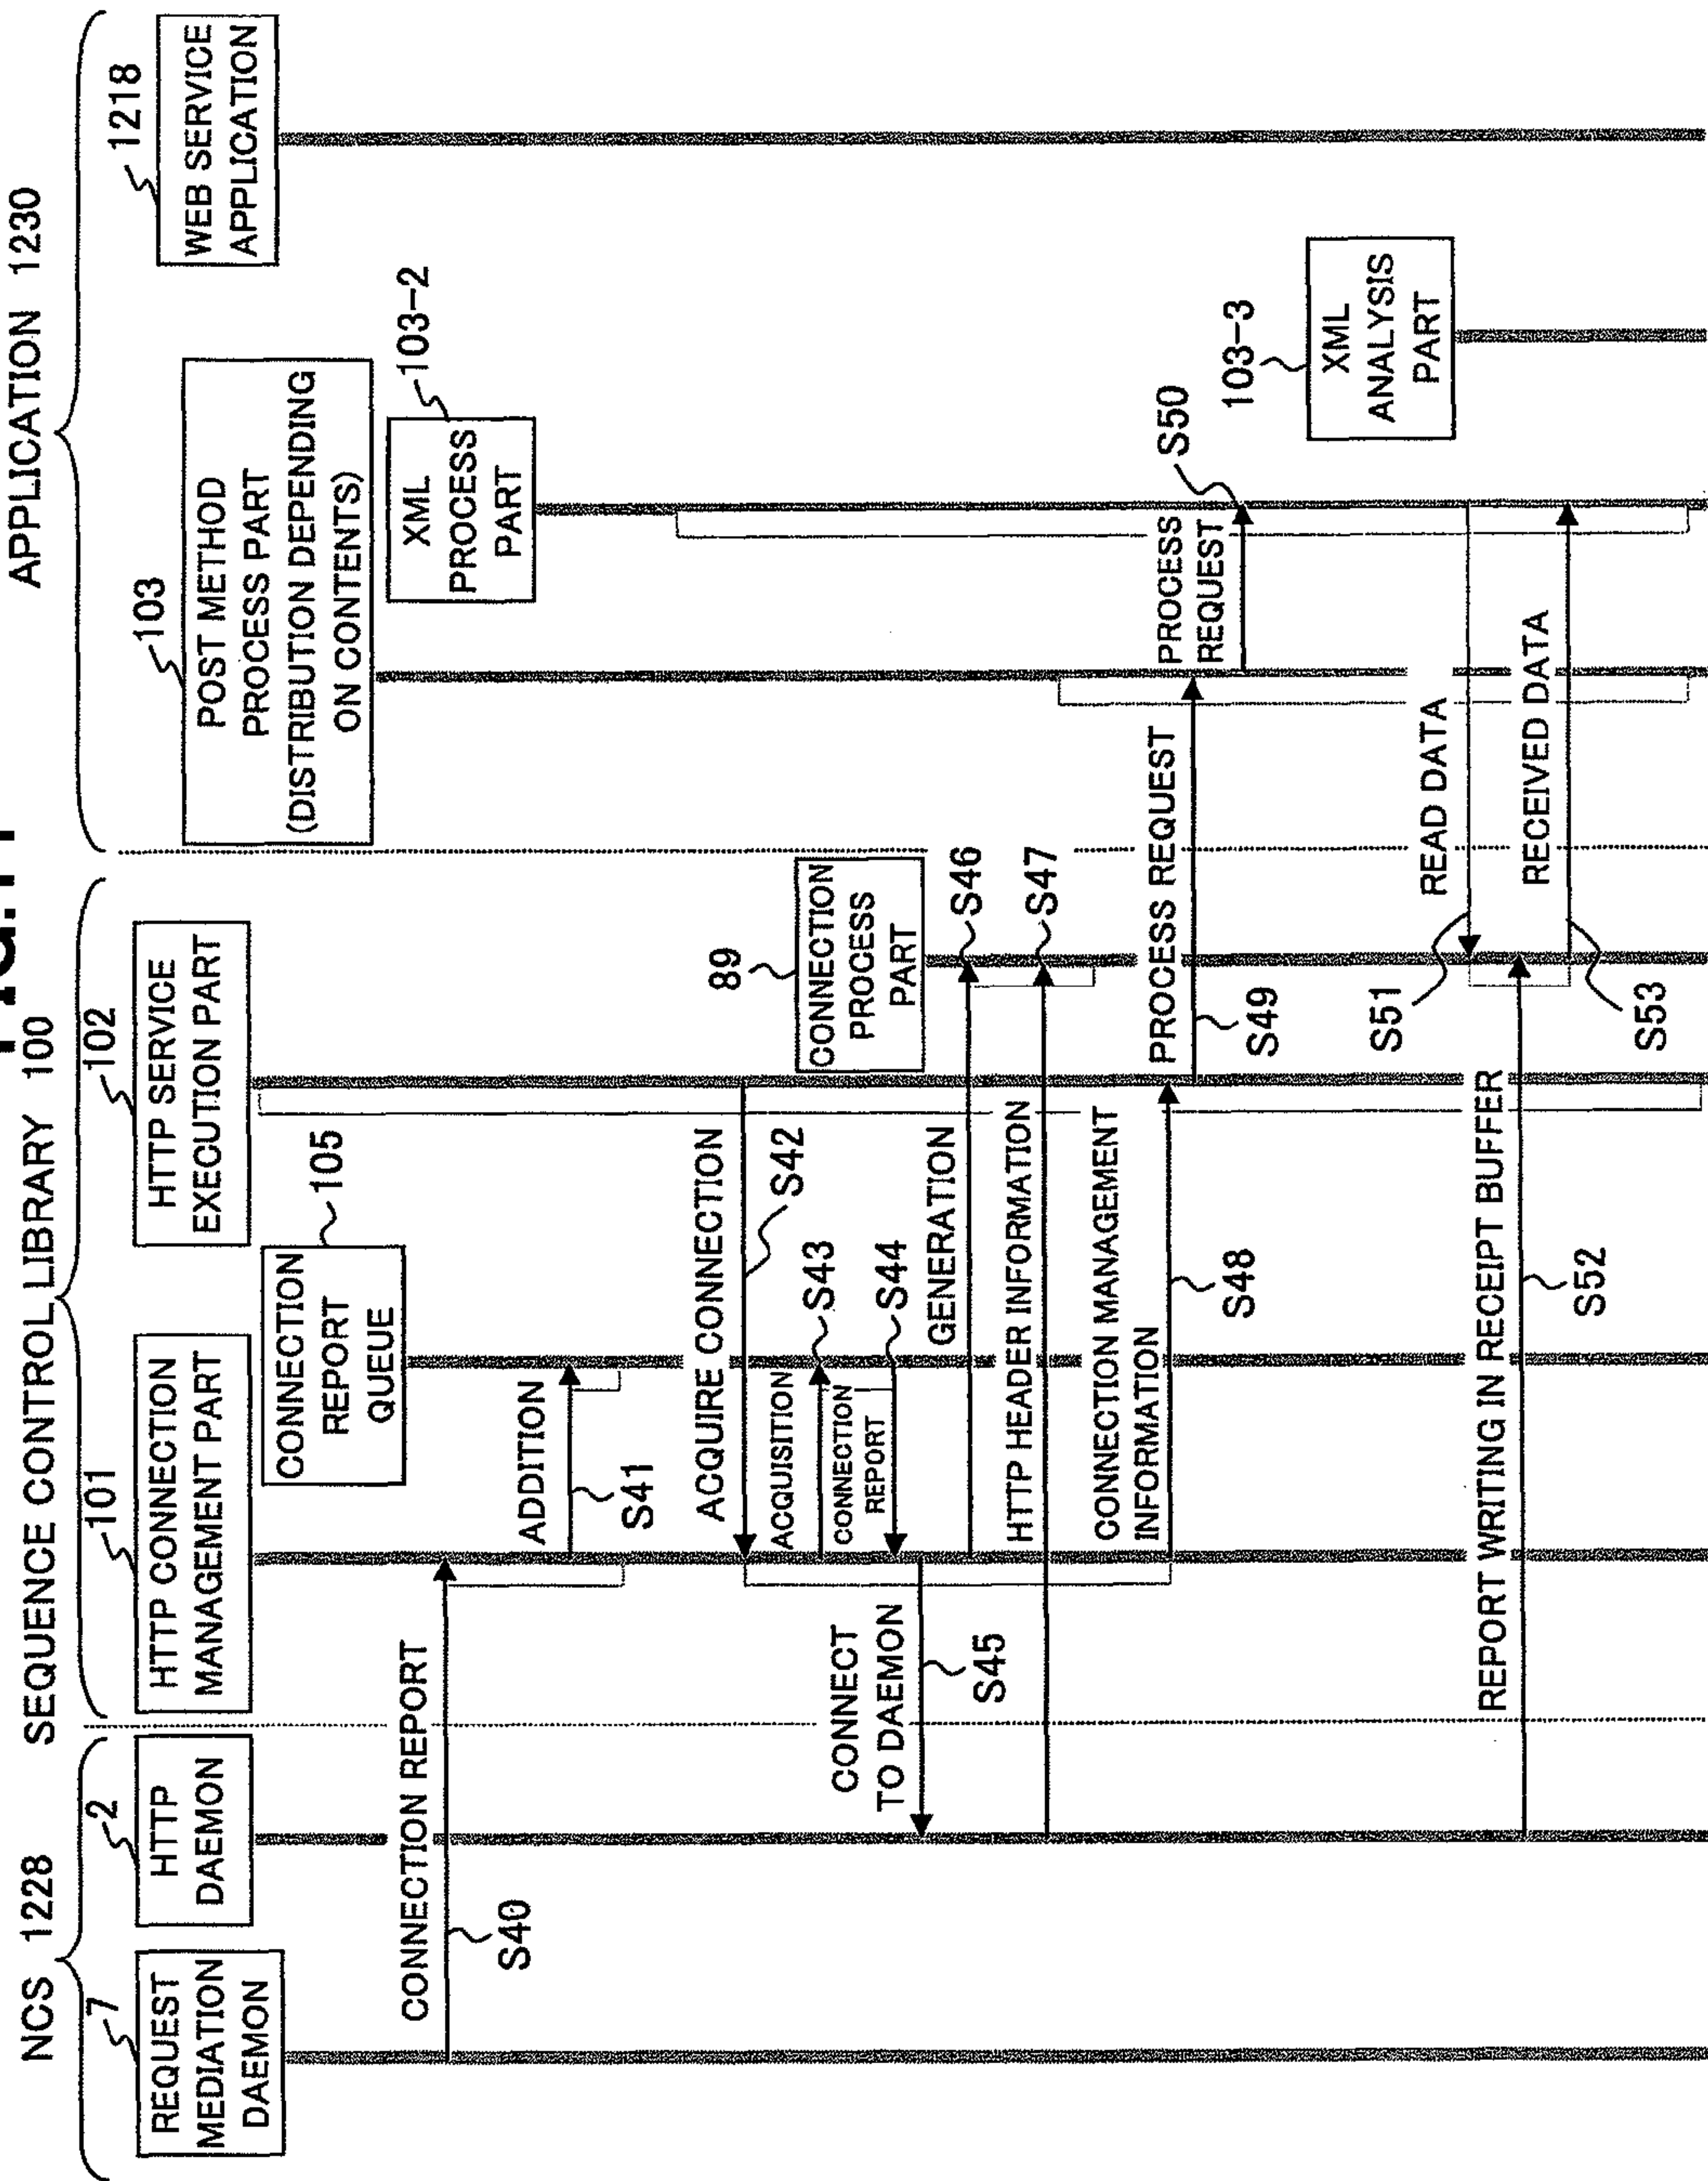 NCS 1228
SEQUENCE CONTROL LIBRARY 100
APPLICATION 1230
7
REQUEST
MEDIATION
DAEMON
2
HTTP
DAEMON
101
HTTP CONNECTION
MANAGEMENT PART
105
CONNECTION
REPORT
QUEUE
102
HTTP SERVICE
EXECUTION PART
89
CONNECTION
PROCESS
PART
103
POST METHOD
PROCESS PART
(DISTRIBUTION DEPENDING
ON CONTENTS)
103-2
XML
PROCESS
PART
103-3
XML
ANALYSIS
PART
1218
WEB SERVICE
APPLICATION
CONNECTION REPORT
S40
ADDITION
S41
ACQUIRE CONNECTION
S42
ACQUISITION
S43
CONNECTION
REPORT
S44
CONNECT
TO DAEMON
S45
GENERATION
S46
HTTP HEADER INFORMATION
S47
CONNECTION MANAGEMENT
INFORMATION
S48
PROCESS REQUEST
S49
PROCESS
REQUEST
S50
READ DATA
S51
REPORT WRITING IN RECEIPT BUFFER
S52
RECEIVED DATA
S53